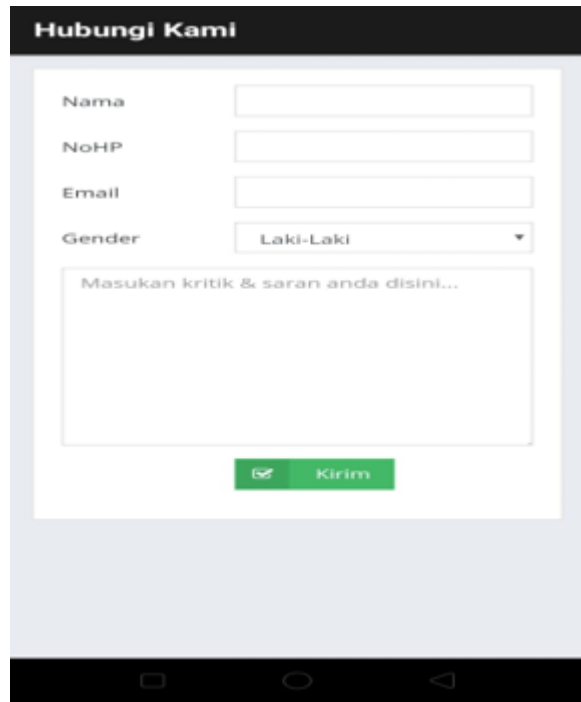 Hubungi Kami
Nama
NoHP
Email
Gender
Laki-Laki
Masukan kritik & saran anda disini...
Kirim